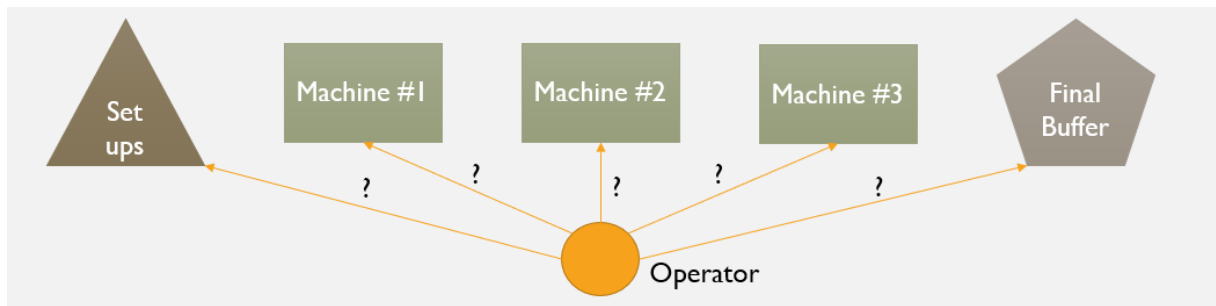 Set
ups
Machine #1
Machine #2
Machine #3
Final
Buffer
?
?
?
?
?
Operator